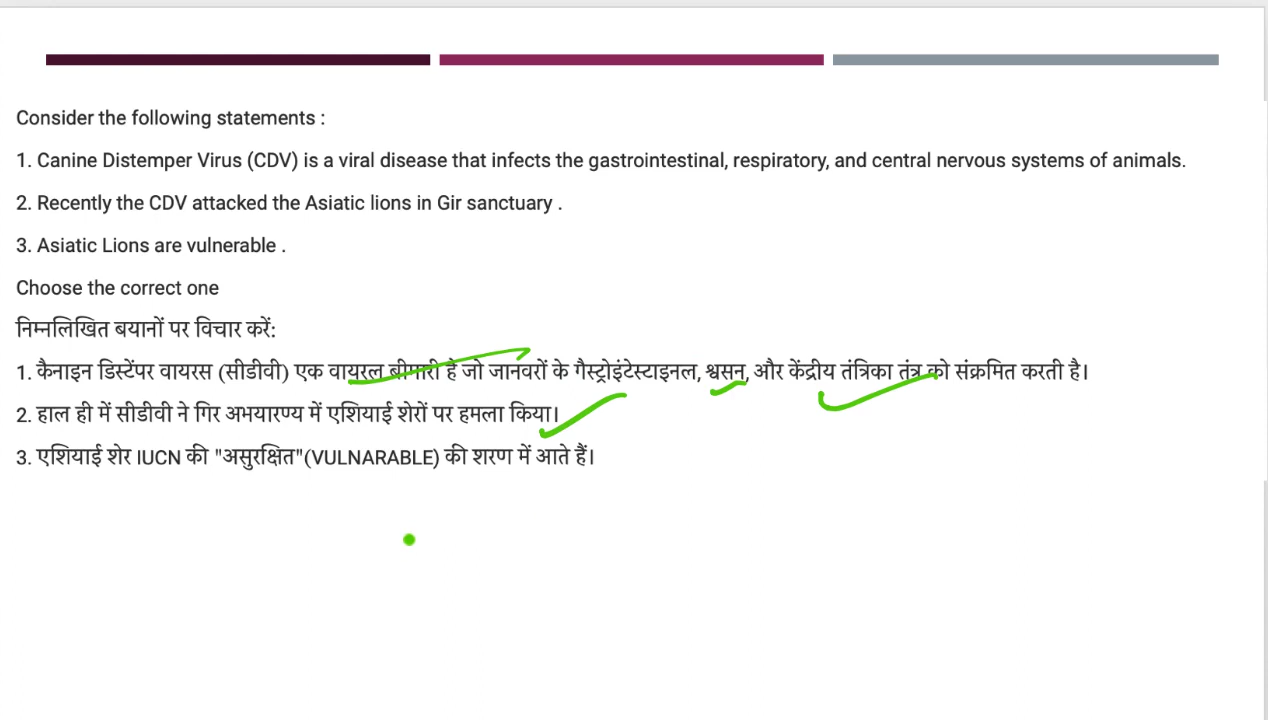 Consider the following statements :
1. Canine Distemper Virus (CDV) is a viral disease that infects the gastrointestinal, respiratory, and central nervous systems of animals.
2. Recently the CDV attacked the Asiatic lions in Gir sanctuary .
3. Asiatic Lions are vulnerable .
Choose the correct one
निम्नलिखित बयानों पर विचार करें:
1. कैनाइन डिस्टेंपर वायरस (सीडीवी) एक वायरल बीमारी है जो जानवरों के गैस्ट्रोइंटेस्टाइनल, श्वसन, और केंद्रीय तंत्रिका तंत्र को संक्रमित करती है।
2. हाल ही में सीडीवी ने गिर अभयारण्य में एशियाई शेरों पर हमला किया।
3. एशियाई शेर IUCN की "असुरक्षित"(VULNARABLE) की शरण में आते हैं।